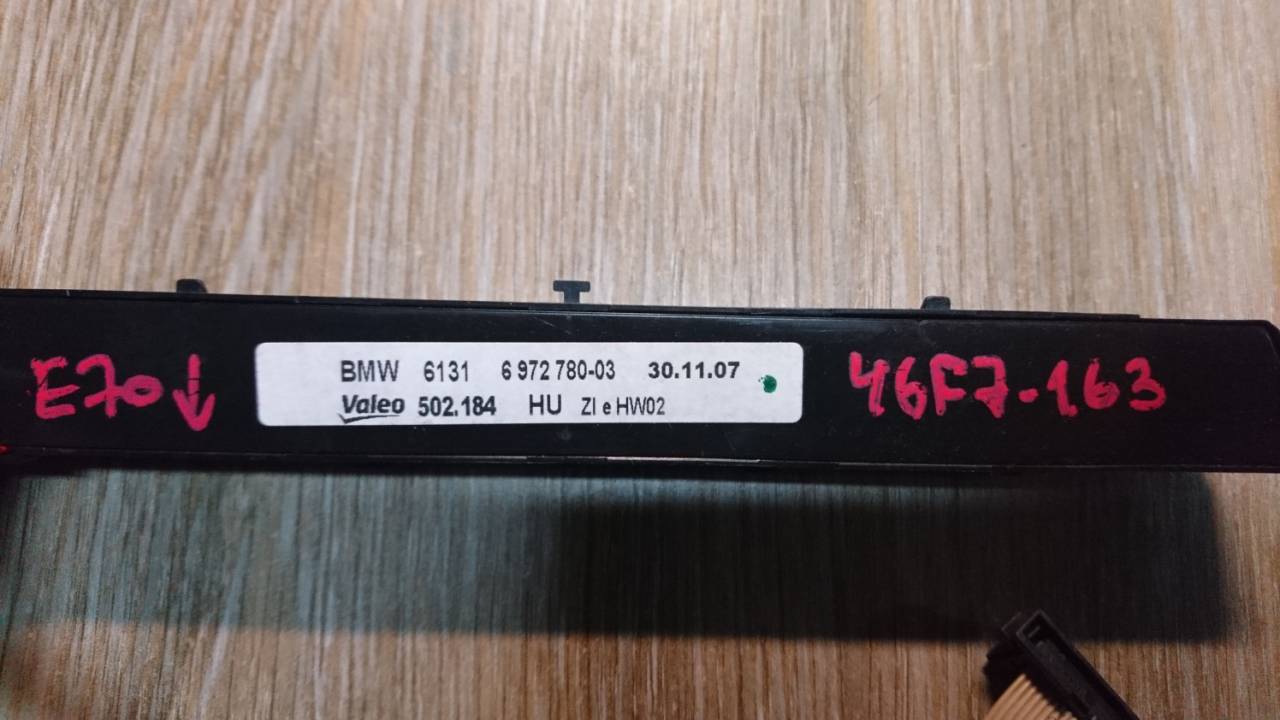 E70↓
BMW 6131 6 972 780-03 30.11.07
Valeo 502.184 HU ZI e HW02
46F7-163